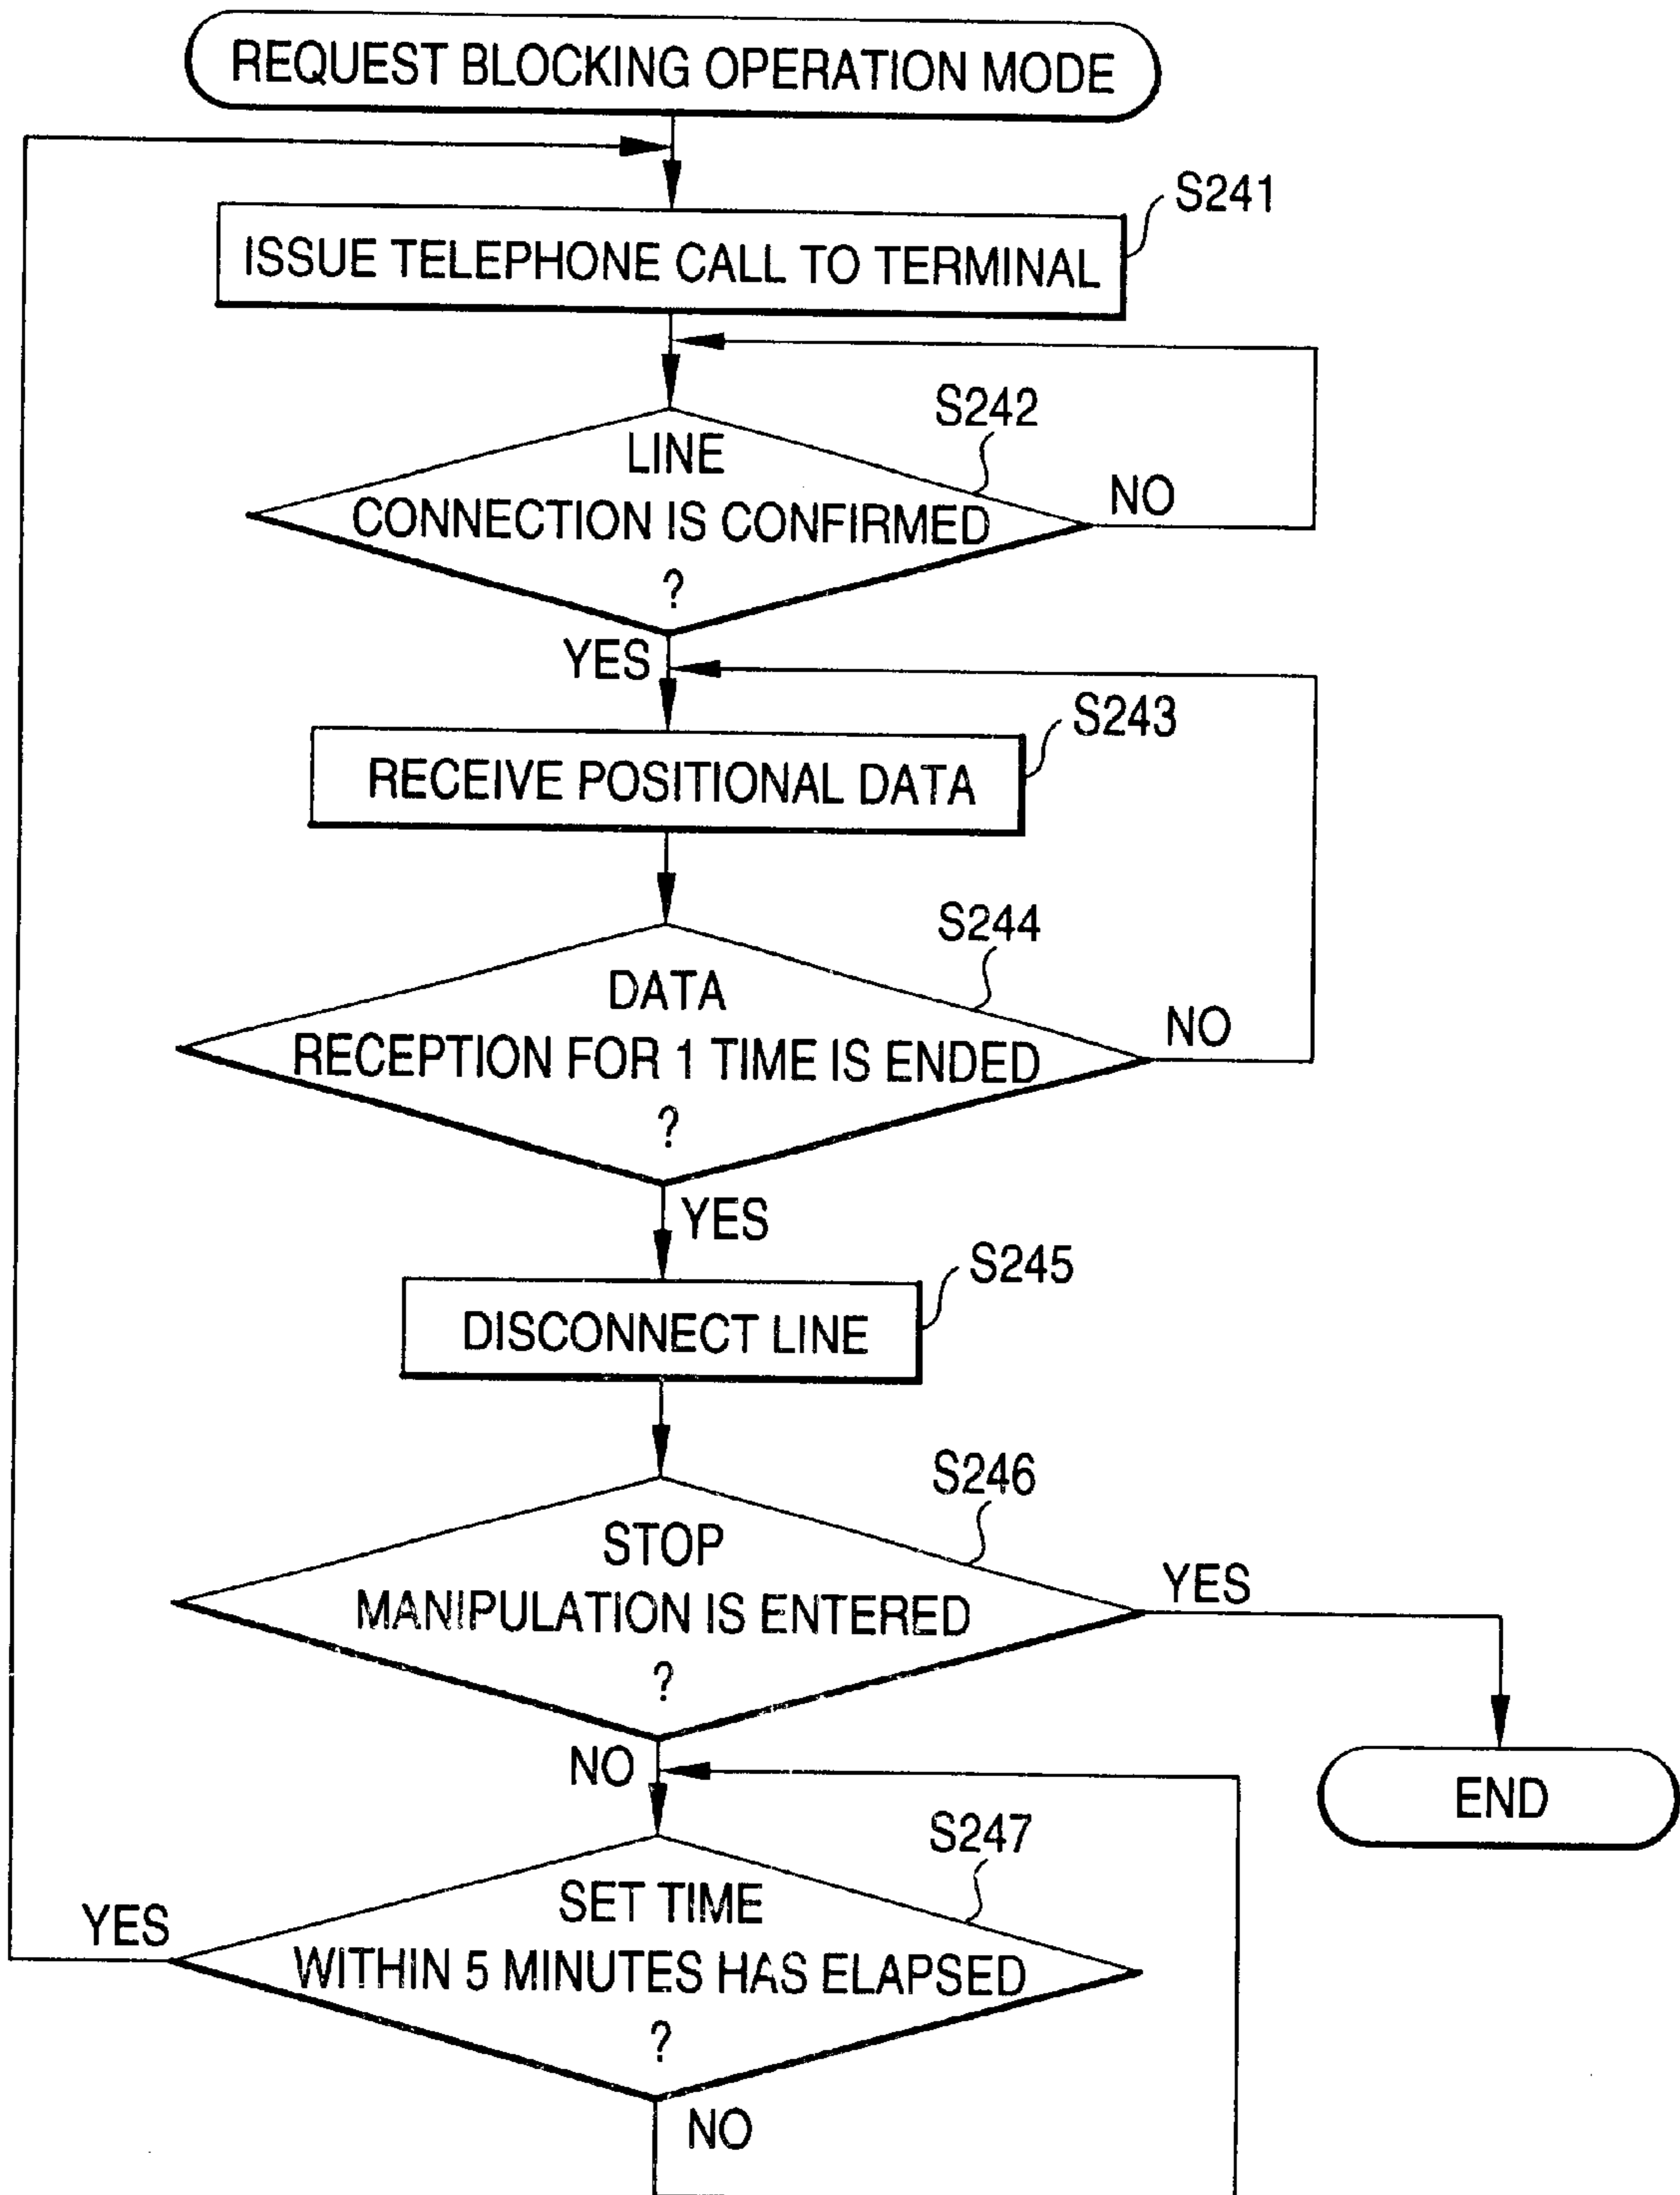 REQUEST BLOCKING OPERATION MODE
S241
ISSUE TELEPHONE CALL TO TERMINAL
S242
LINE
CONNECTION IS CONFIRMED
?
NO
YES
S243
RECEIVE POSITIONAL DATA
S244
DATA
RECEPTION FOR 1 TIME IS ENDED
?
NO
YES
S245
DISCONNECT LINE
S246
STOP
MANIPULATION IS ENTERED
?
YES
NO
END
S247
SET TIME
WITHIN 5 MINUTES HAS ELAPSED
?
YES
NO